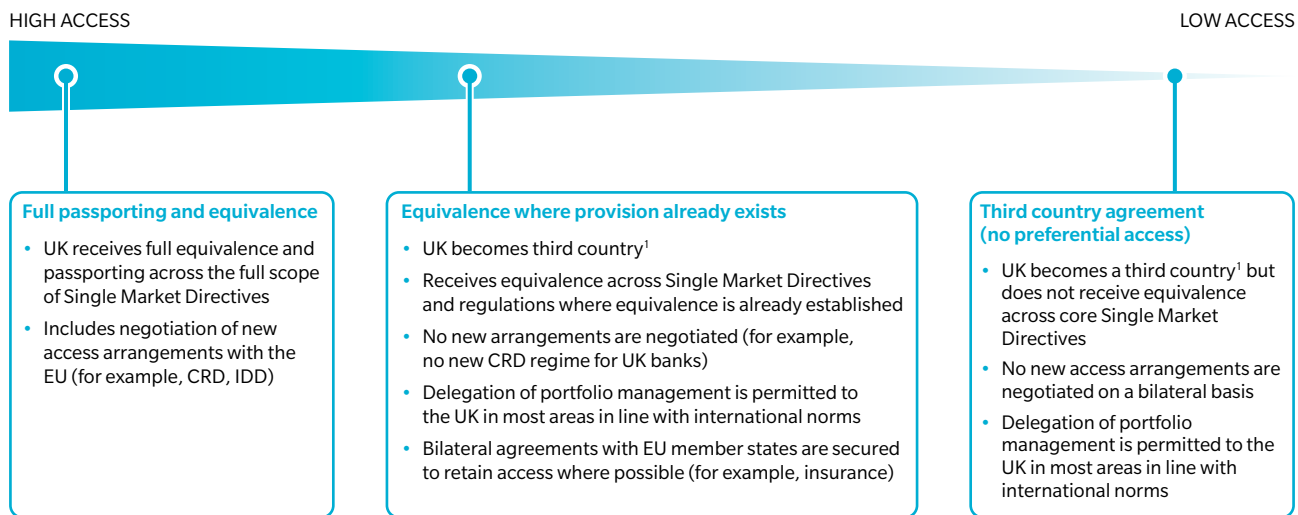 HIGH ACCESS
LOW ACCESS
Full passporting and equivalence
• UK receives full equivalence and
passporting across the full scope
of Single Market Directives
• Includes negotiation of new
access arrangements with the
EU (for example, CRD, IDD)
Equivalence where provision already exists
• UK becomes third country¹
• Receives equivalence across Single Market Directives
and regulations where equivalence is already established
• No new arrangements are negotiated (for example,
no new CRD regime for UK banks)
• Delegation of portfolio management is permitted to
the UK in most areas in line with international norms
• Bilateral agreements with EU member states are secured
to retain access where possible (for example, insurance)
Third country agreement
(no preferential access)
• UK becomes a third country¹ but
does not receive equivalence
across core Single Market
Directives
• No new access arrangements are
negotiated on a bilateral basis
• Delegation of portfolio
management is permitted to the
UK in most areas in line with
international norms